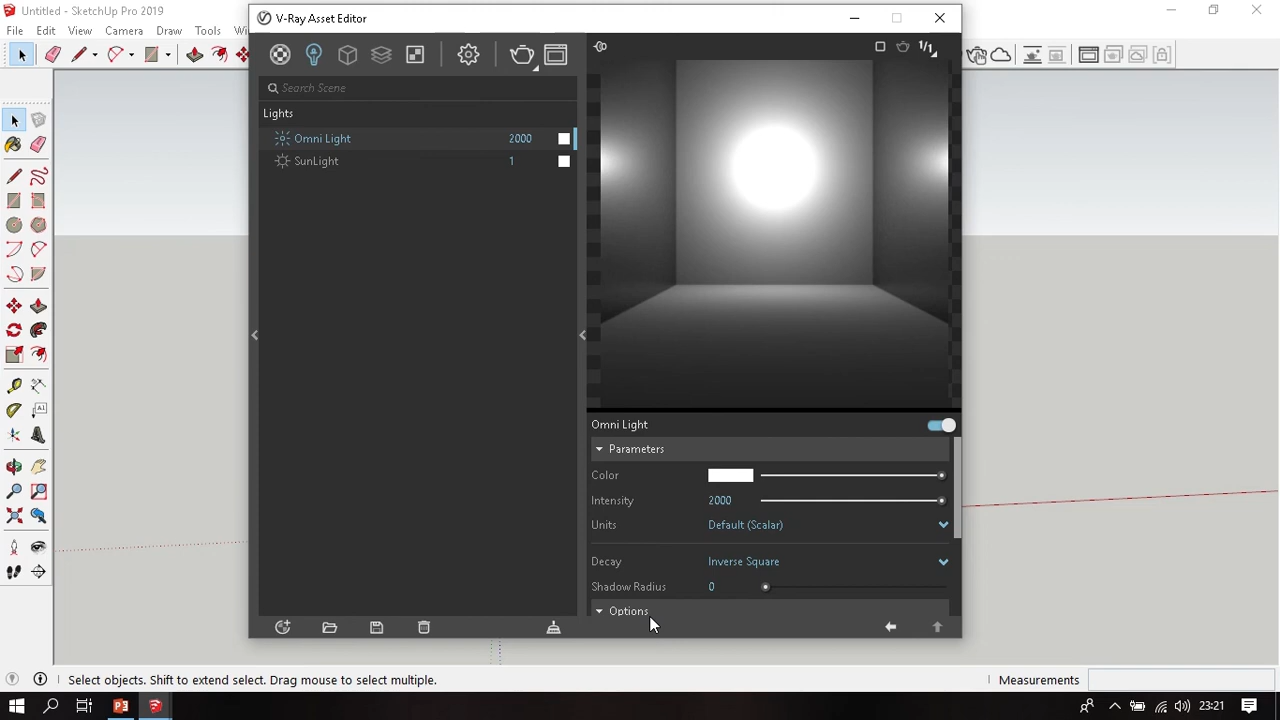 Untitled - SketchUp Pro 2019
V-Ray Asset Editor
File
Edit
View
Camera
Draw
Tools
1/1
Search Scene
Lights
Omni Light 2000
SunLight 1
Omni Light
Parameters
Color
Intensity 2000
Units Default (Scalar)
Decay Inverse Square
Shadow Radius 0
Options
Select objects. Shift to extend select. Drag mouse to select multiple.
Measurements
23:21